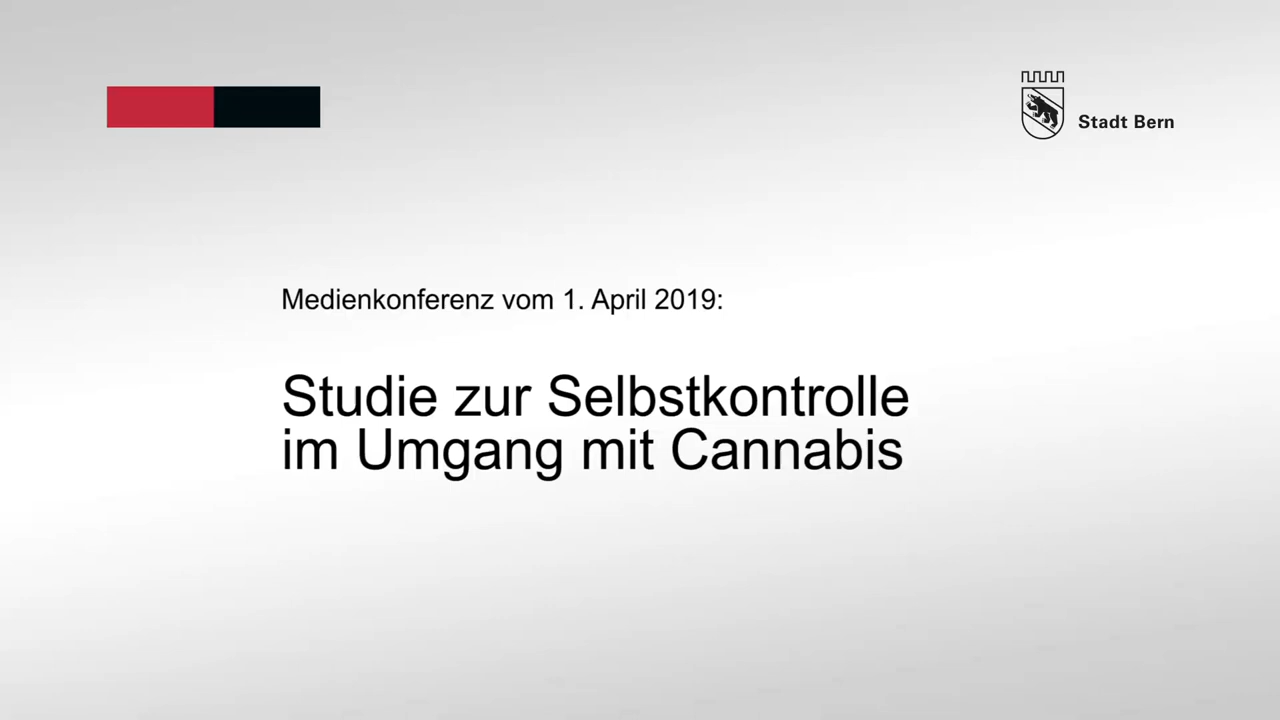 Stadt Bern
Medienkonferenz vom 1. April 2019:
Studie zur Selbstkontrolle
im Umgang mit Cannabis